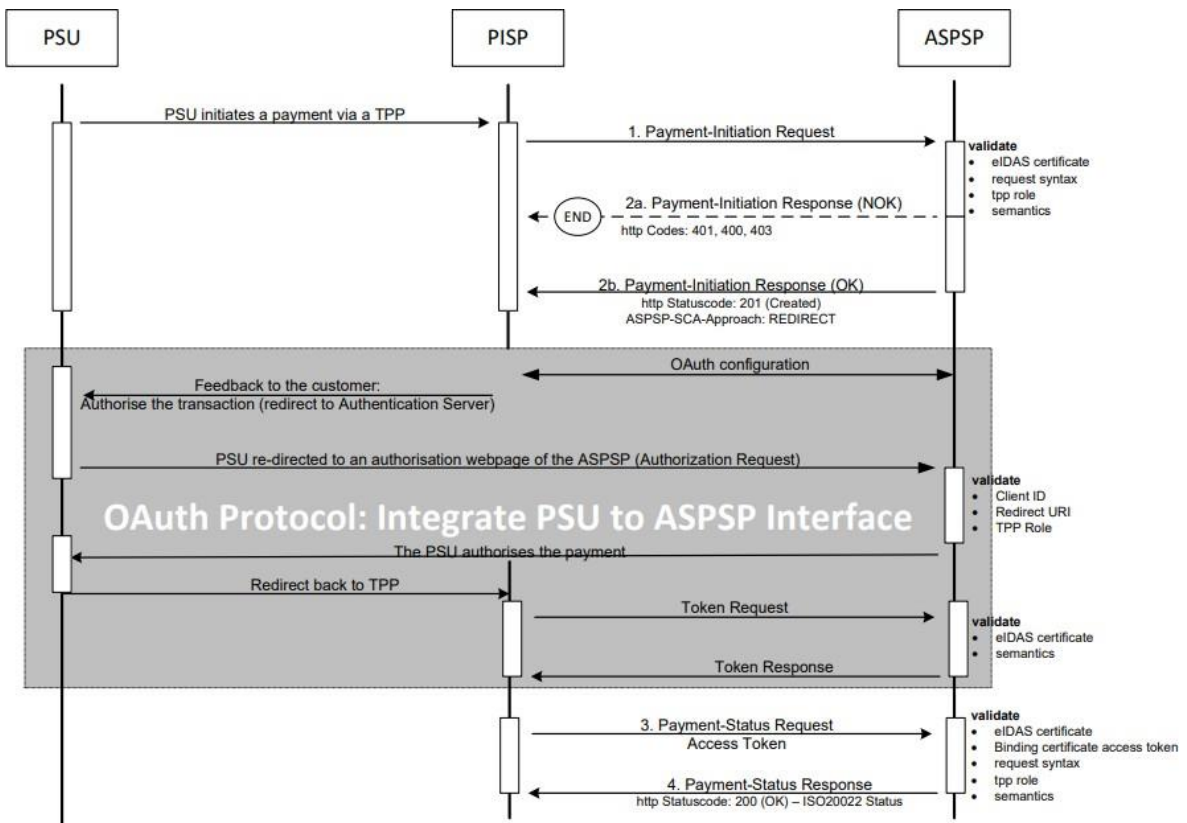 PSU
PISP
ASPSP
PSU initiates a payment via a TPP
1. Payment-Initiation Request
validate
• eIDAS certificate
• request syntax
• tpp role
• semantics
2a. Payment-Initiation Response (NOK)
END
http Codes: 401, 400, 403
2b. Payment-Initiation Response (OK)
http Statuscode: 201 (Created)
ASPSP-SCA-Approach: REDIRECT
OAuth configuration
Feedback to the customer:
Authorise the transaction (redirect to Authentication Server)
PSU re-directed to an authorisation webpage of the ASPSP (Authorization Request)
validate
• Client ID
• Redirect URI
• TPP Role
OAuth Protocol: Integrate PSU to ASPSP Interface
The PSU authorises the payment
Redirect back to TPP
Token Request
validate
• eIDAS certificate
• semantics
Token Response
3. Payment-Status Request
Access Token
validate
• eIDAS certificate
• Binding certificate access token
• request syntax
• tpp role
• semantics
4. Payment-Status Response
http Statuscode: 200 (OK) – ISO20022 Status